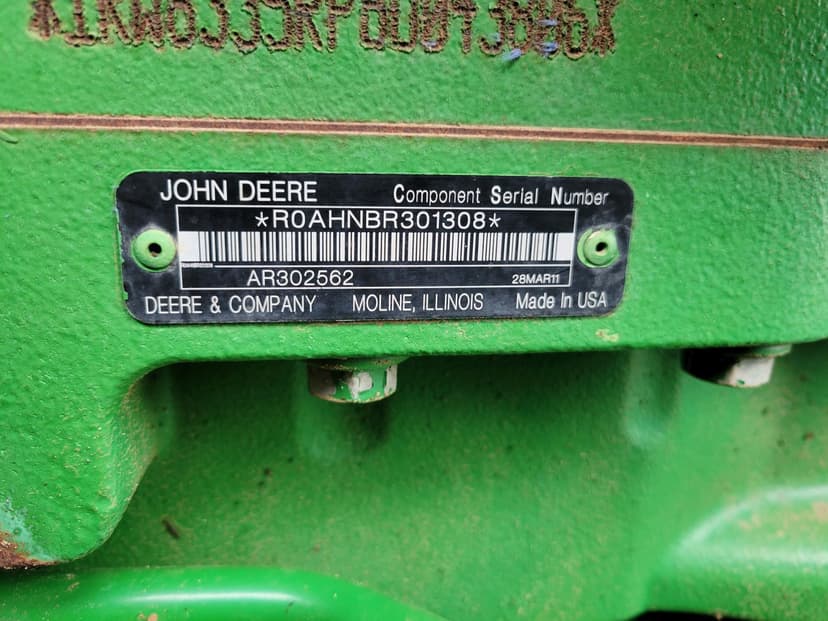 JOHN DEERE Component Serial Number
*R0AHNBR301308*
AR302562 28MAR11
DEERE & COMPANY MOLINE, ILLINOIS Made In USA